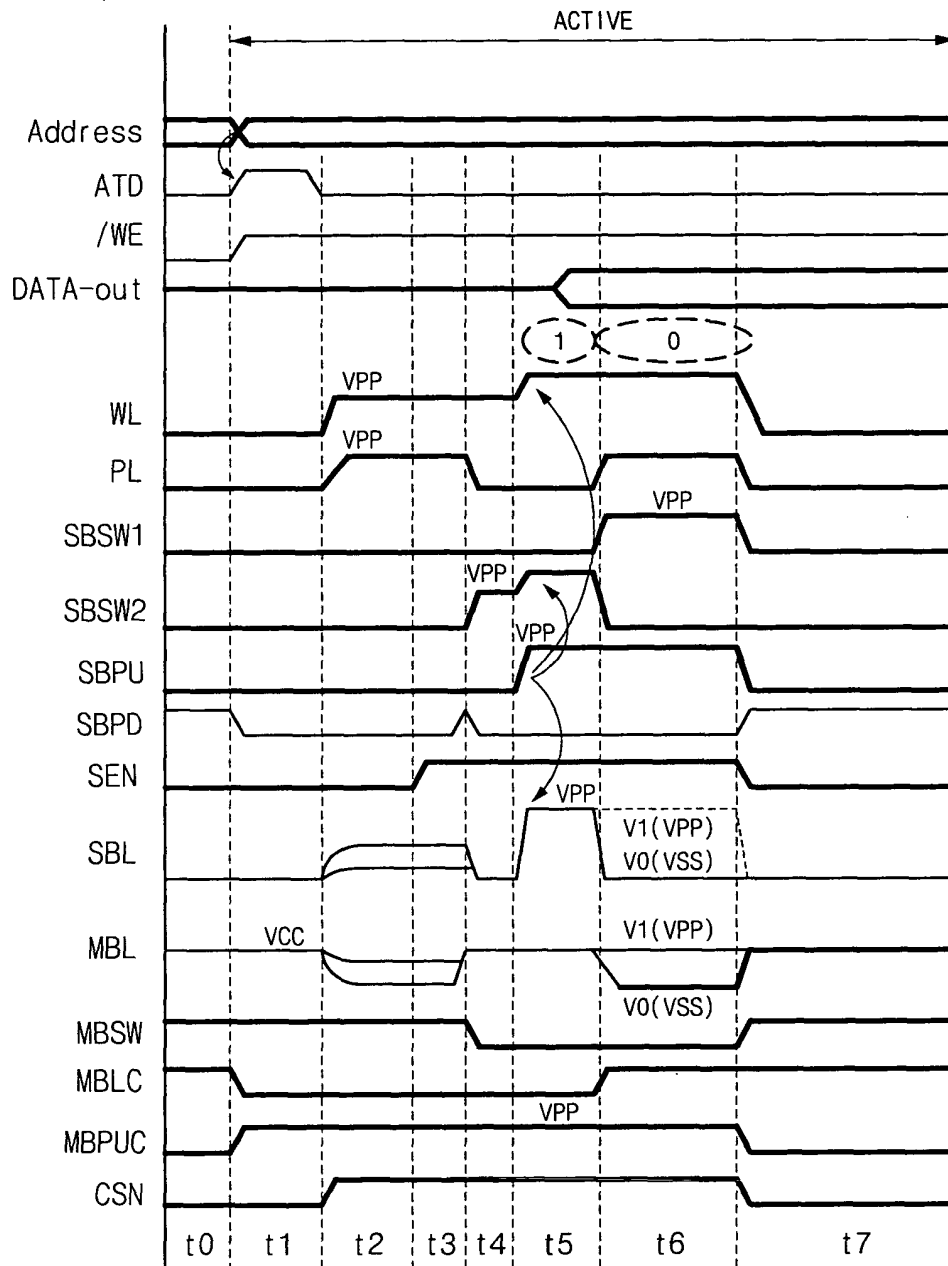 ACTIVE
Address
ATD
/WE
DATA-out
1 0
VPP
WL
VPP
PL
VPP
SBSW1
VPP
SBSW2
VPP
SBPU
SBPD
SEN
VPP
V1(VPP)
SBL
V0(VSS)
VCC
V1(VPP)
MBL
V0(VSS)
MBSW
MBLC
VPP
MBPUC
CSN
t0 t1 t2 t3 t4 t5 t6 t7